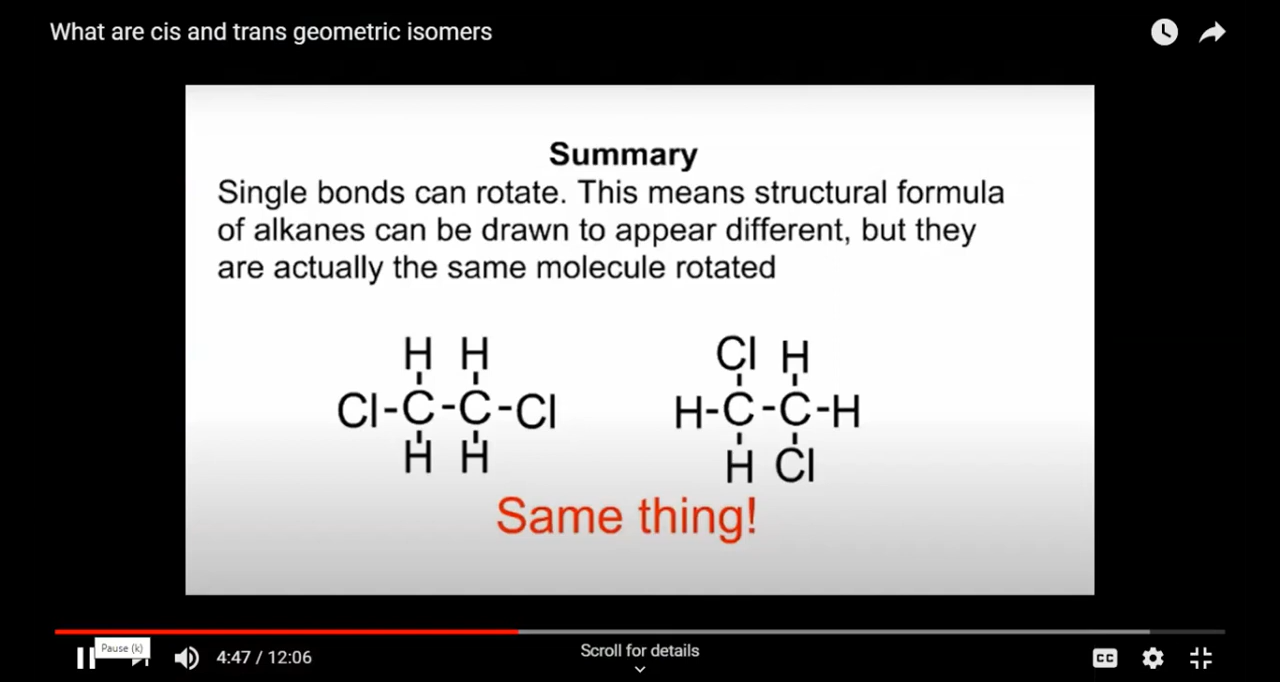 What are cis and trans geometric isomers
Summary
Single bonds can rotate. This means structural formula
of alkanes can be drawn to appear different, but they
are actually the same molecule rotated
H H
Cl-C-C-Cl
H H
Cl H
H-C-C-H
H Cl
Same thing!
Pause (k)
4:47 / 12:06
Scroll for details
CC